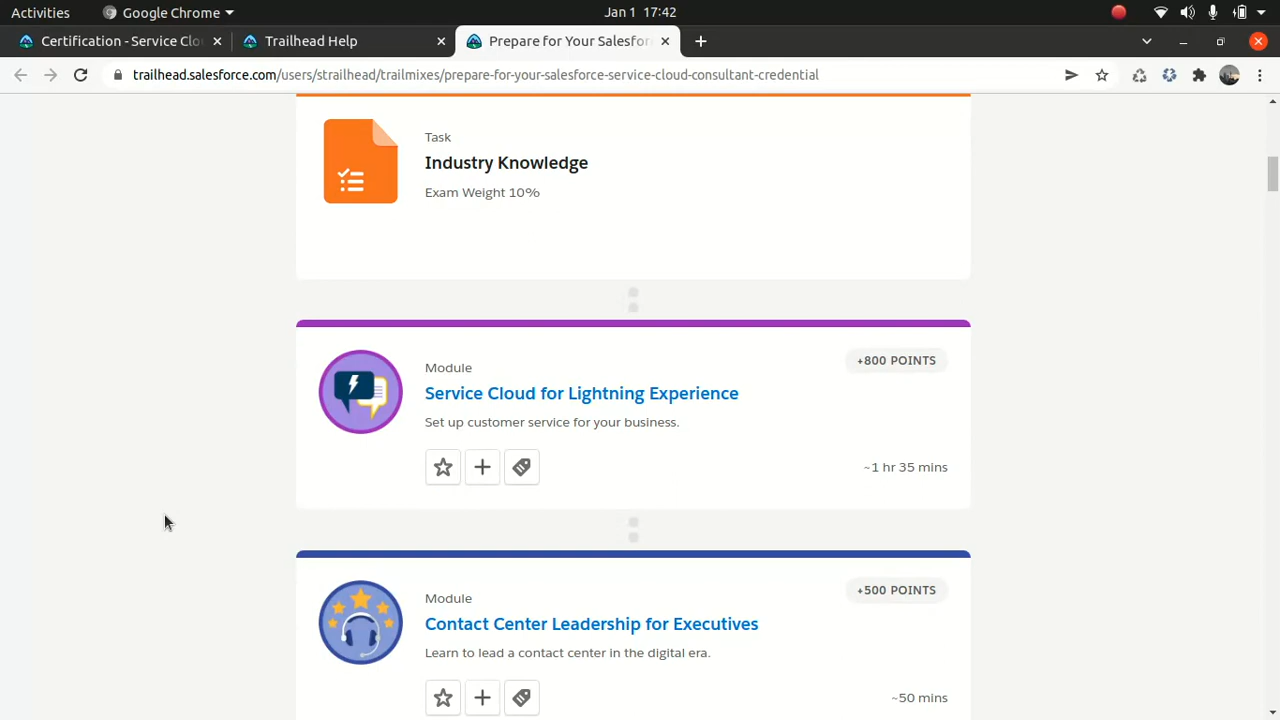 Activities
Google Chrome
Jan 1 17:42
Certification - Service Clo
Trailhead Help
Prepare for Your Salesfor
trailhead.salesforce.com/users/strailhead/trailmixes/prepare-for-your-salesforce-service-cloud-consultant-credential
Task
Industry Knowledge
Exam Weight 10%
Module
+800 POINTS
Service Cloud for Lightning Experience
Set up customer service for your business.
~1 hr 35 mins
Module
+500 POINTS
Contact Center Leadership for Executives
Learn to lead a contact center in the digital era.
~50 mins